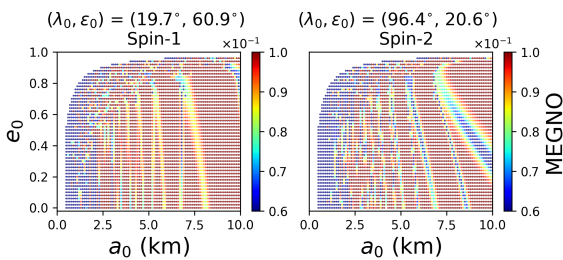 (λ₀, ε₀) = (19.7°, 60.9°) (λ₀, ε₀) = (96.4°, 20.6°)
Spin-1 Spin-2
×10⁻¹ ×10⁻¹
1.0 1.0 1.0
0.8 0.9 0.9
0.6 0.8 0.8
0.4 0.7 0.7
0.2 0.6 0.6
0.0
e₀
MEGNO
0.0 2.5 5.0 7.5 10.0 0.0 2.5 5.0 7.5 10.0
a₀ (km) a₀ (km)